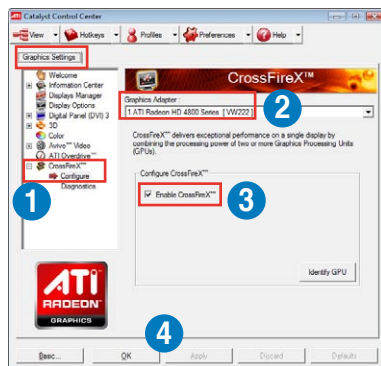 Catalyst Control Center
View Hotkeys Profiles Preferences Help
Graphics Settings
Welcome
Information Center
Displays Manager
Display Options
Digital Panel (DVI) 3
3D
Color
Avivo™ Video
ATI Overdrive™
CrossFireX™
Configure
Diagnostics
1
CrossFireX™
Graphics Adapter :
1.ATI Radeon HD 4800 Series [ VW222 ]
2
CrossFireX™ delivers exceptional performance on a single display by
combining the processing power of two or more Graphics Processing Units
(GPUs).
Configure CrossFireX™
Enable CrossFireX™
3
Identify GPU
ATI
RADEON
GRAPHICS
4
Basic...
OK
Apply
Discard
Defaults